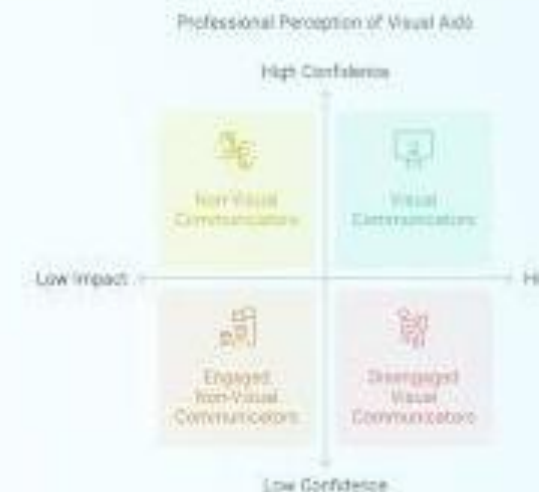 Professional Perception of Visual Aids
High Confidence
Non-Visual
Communicators
Visual
Communicators
Low Impact
Hi
Engaged
Non-Visual
Communicators
Disengaged
Visual
Communicators
Low Confidence